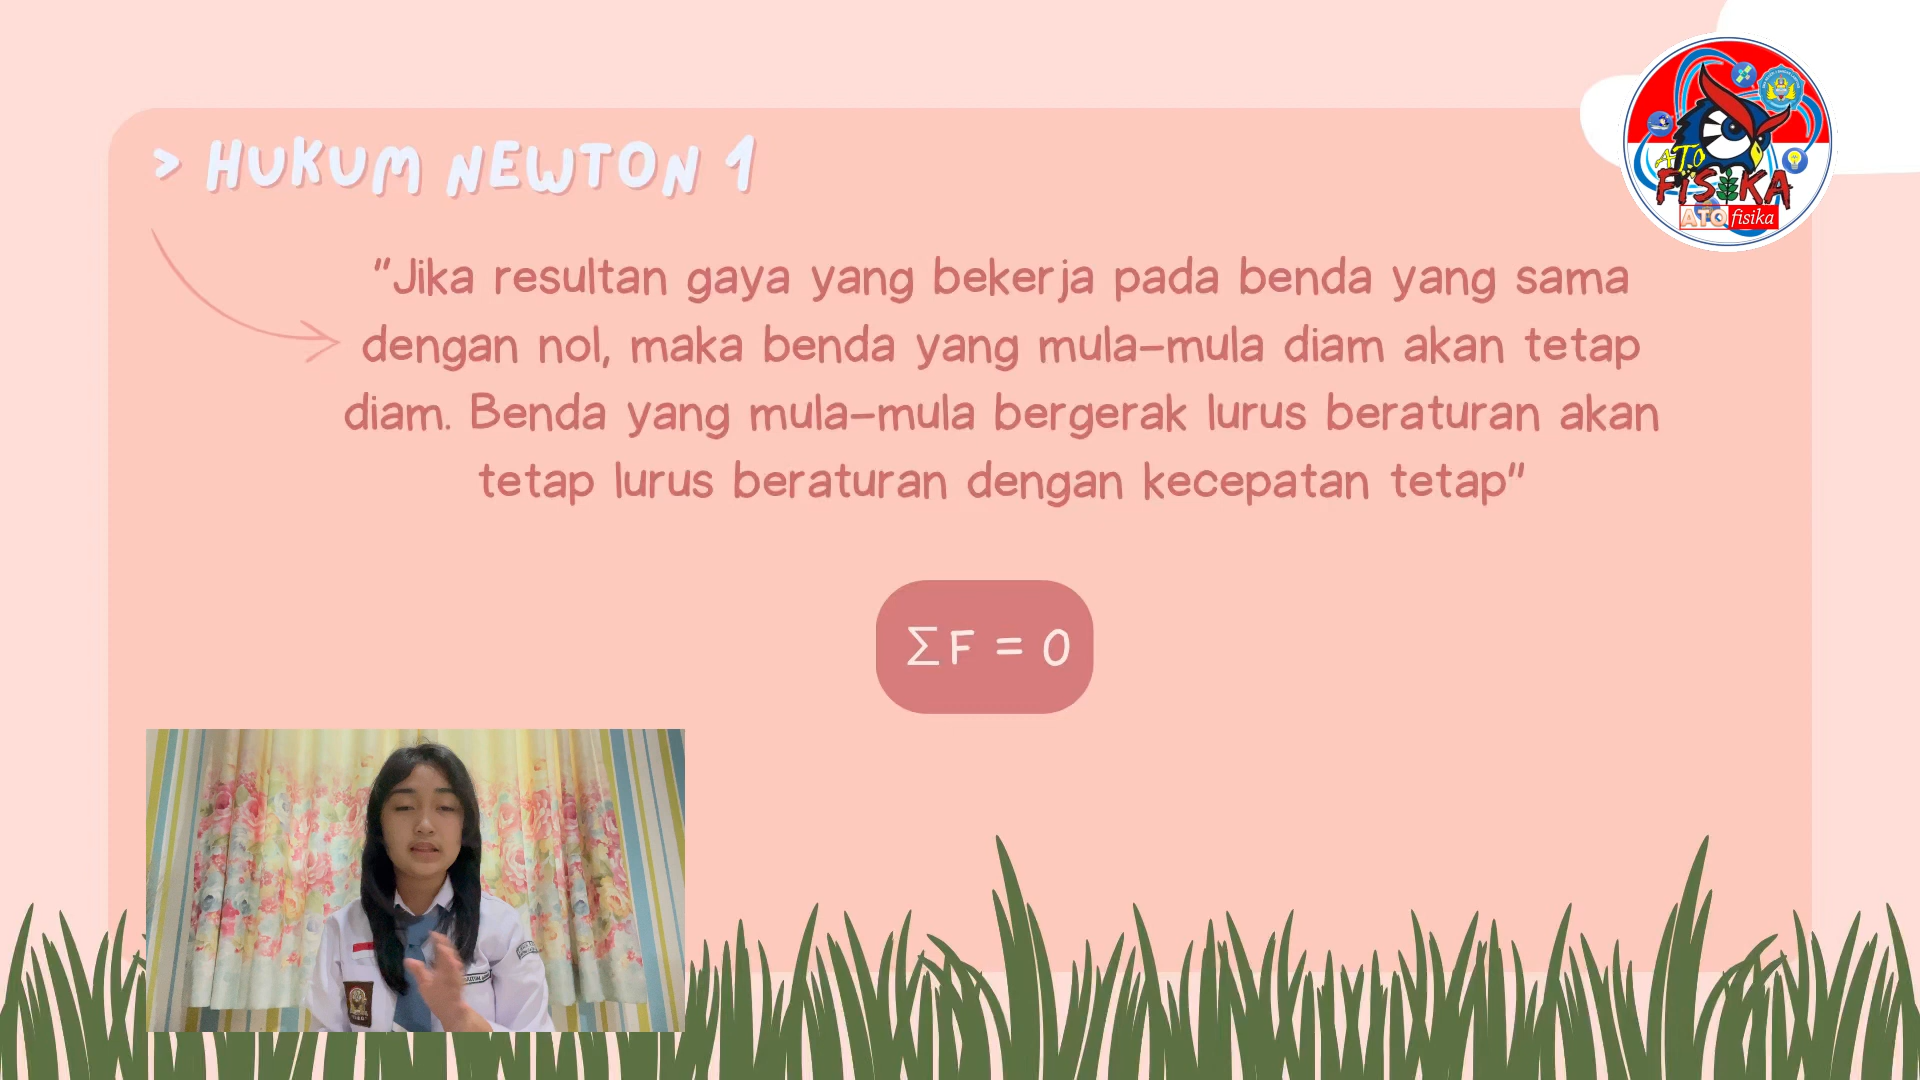 > HUKUM NEWTON 1
"Jika resultan gaya yang bekerja pada benda yang sama
dengan nol, maka benda yang mula-mula diam akan tetap
diam. Benda yang mula-mula bergerak lurus beraturan akan
tetap lurus beraturan dengan kecepatan tetap"
ΣF = 0
ATO
FISIKA
ATO fisika